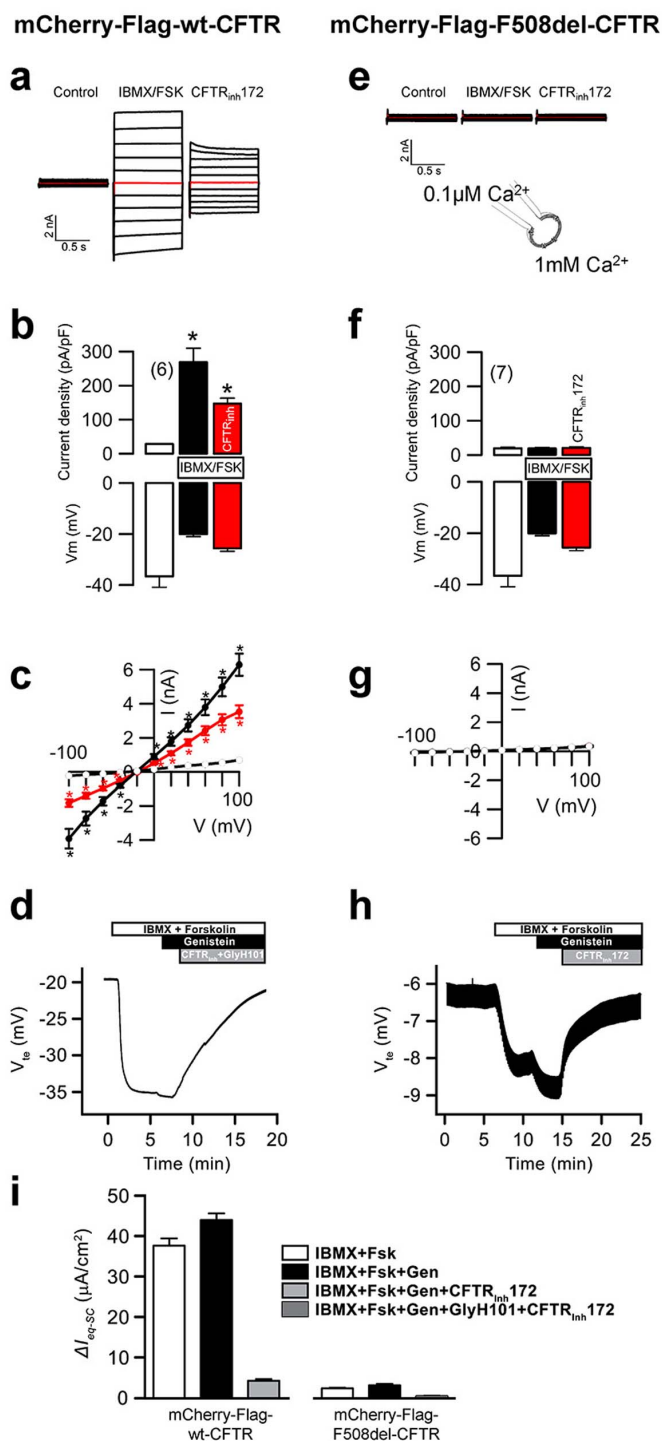 mCherry-Flag-wt-CFTR
mCherry-Flag-F508del-CFTR
a
Control IBMX/FSK CFTRinh172
2 nA
0.5 s
e
Control IBMX/FSK CFTRinh172
2 nA
0.5 s
0.1µM Ca2+
1mM Ca2+
b
Current density (pA/pF)
300
200
100
0
(6)
*
*
CFTRinh
IBMX/FSK
Vm (mV)
0
-20
-40
f
Current density (pA/pF)
300
200
100
0
(7)
CFTRinh172
IBMX/FSK
Vm (mV)
0
-20
-40
c
I (nA)
6
4
2
0
-2
-4
-100
100
V (mV)
g
I (nA)
6
4
2
0
-2
-4
-6
-100
100
V (mV)
d
IBMX + Forskolin
Genistein
CFTRinh+GlyH101
Vte (mV)
-20
-25
-30
-35
0 5 10 15 20
Time (min)
h
IBMX + Forskolin
Genistein
CFTRinh172
Vte (mV)
-6
-7
-8
-9
0 5 10 15 20 25
Time (min)
i
ΔIeq-SC (µA/cm2)
50
40
30
20
10
0
IBMX+Fsk
IBMX+Fsk+Gen
IBMX+Fsk+Gen+CFTRInh172
IBMX+Fsk+Gen+GlyH101+CFTRInh172
mCherry-Flag-
wt-CFTR
mCherry-Flag-
F508del-CFTR